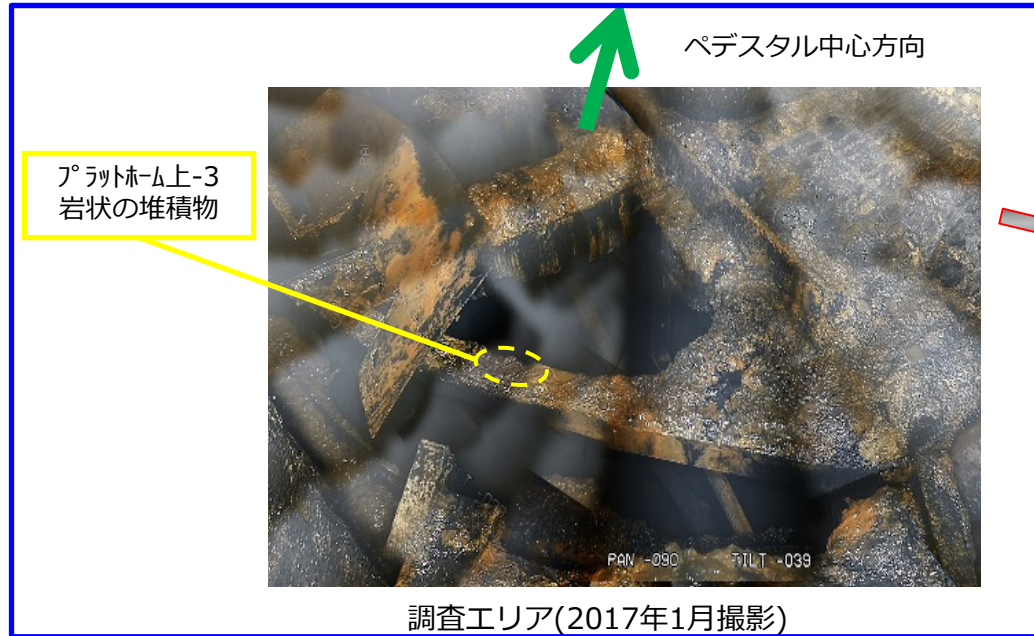 ペデスタル中心方向
プラットホーム上-3
岩状の堆積物
PAN -090 TILT -039
調査エリア(2017年1月撮影)